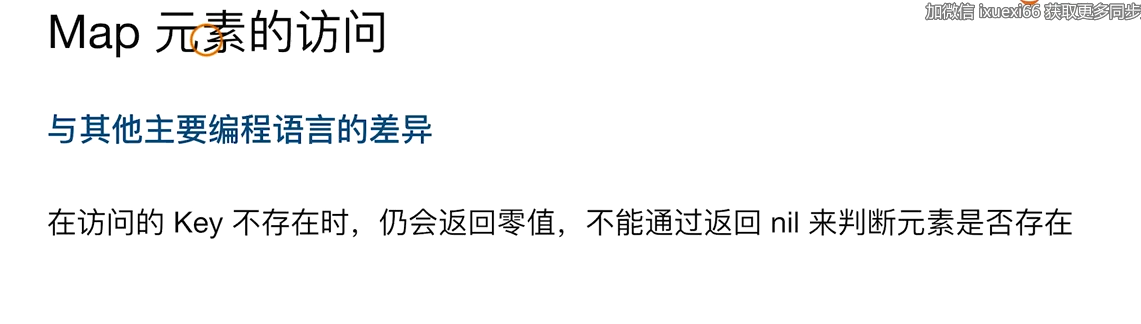 加微信 ixuexi66 获取更多同步
Map 元素的访问
与其他主要编程语言的差异
在访问的 Key 不存在时，仍会返回零值，不能通过返回 nil 来判断元素是否存在